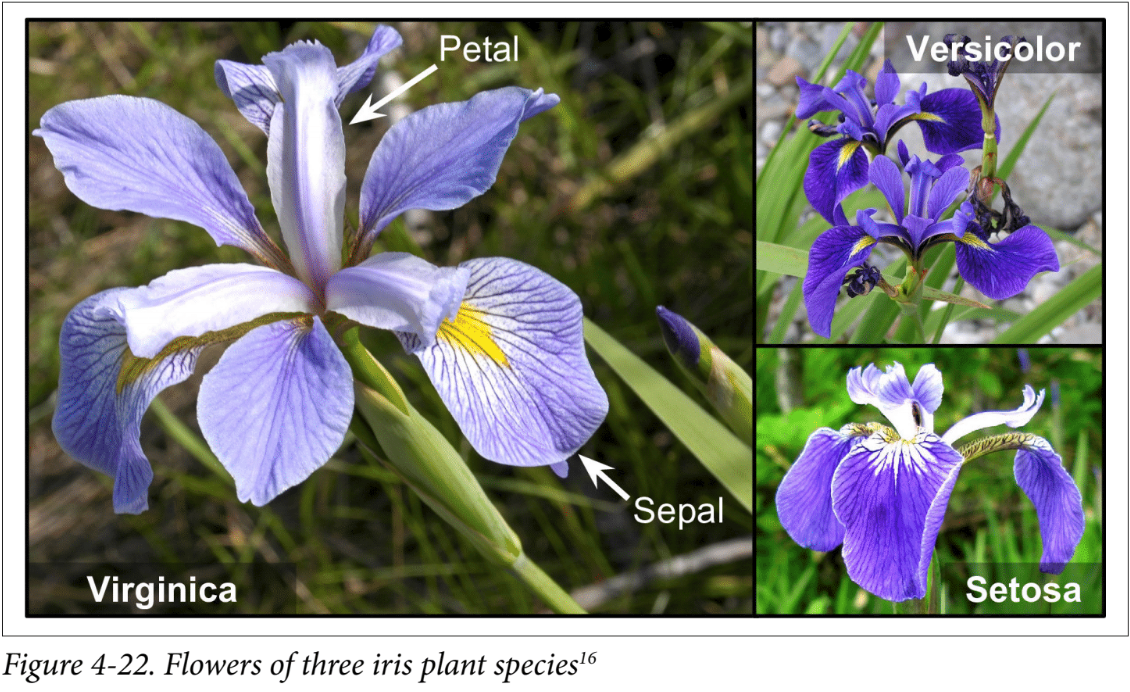 Petal
Versicolor
Sepal
Virginica
Setosa
Figure 4-22. Flowers of three iris plant species16